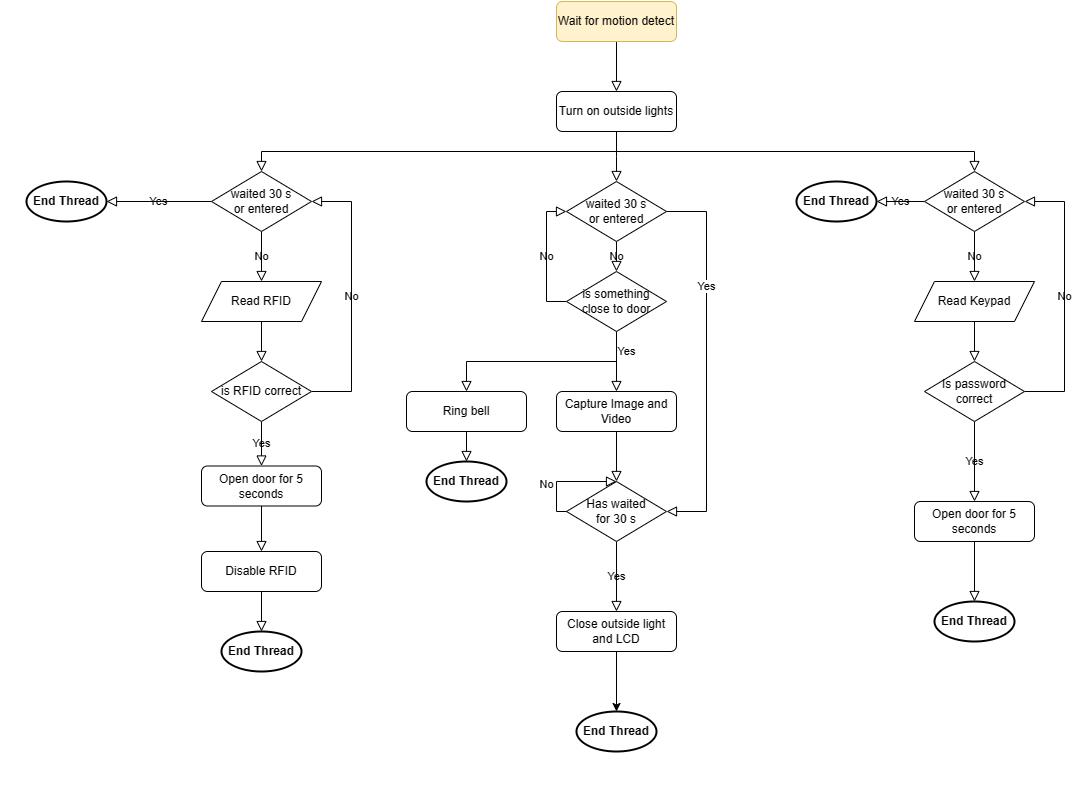 Wait for motion detect
Turn on outside lights
End Thread
Yes
waited 30 s
or entered
No
Read RFID
No
is RFID correct
Yes
Open door for 5
seconds
Disable RFID
End Thread
waited 30 s
or entered
No
No
Yes
is something
close to door
Yes
Ring bell
End Thread
Capture Image and
Video
No
Has waited
for 30 s
Yes
Close outside light
and LCD
End Thread
End Thread
Yes
waited 30 s
or entered
No
Read Keypad
No
Is password
correct
Yes
Open door for 5
seconds
End Thread